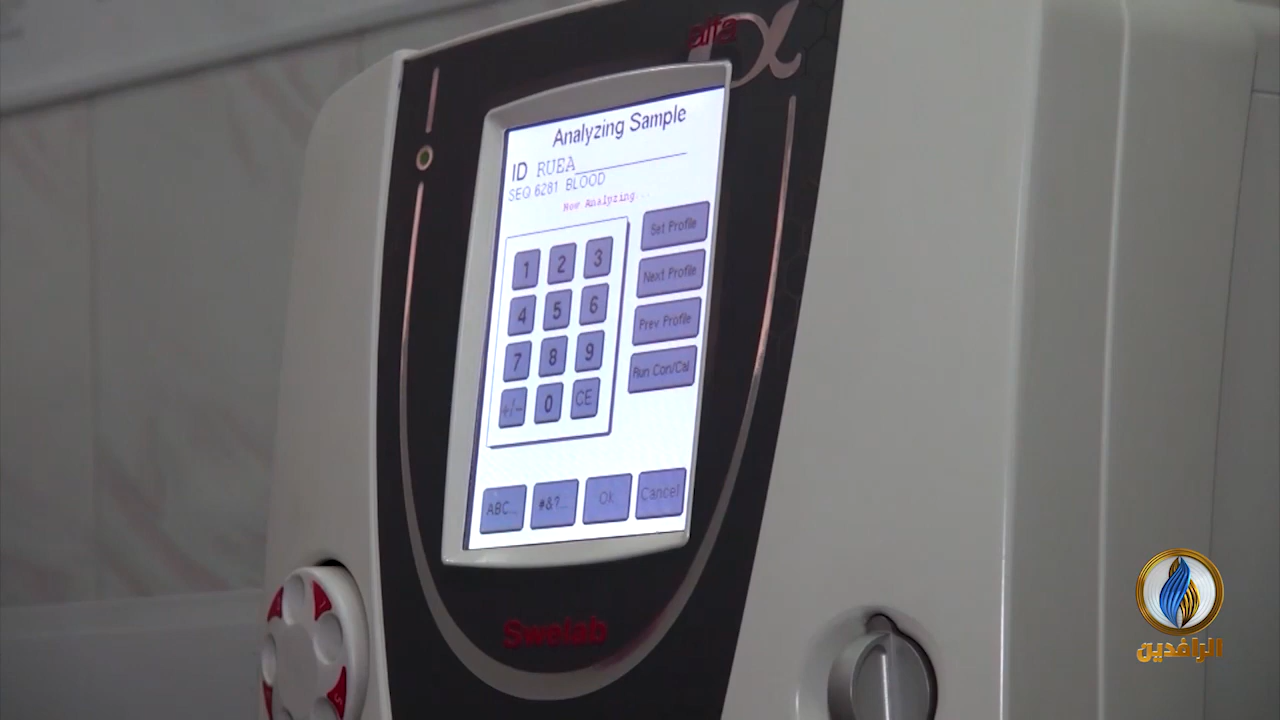 alfa
Analyzing Sample
ID RUEA
SEQ 6281 BLOOD
Now Analyzing...
1 2 3
4 5 6
7 8 9
+/- 0 CE
Set Profile
Next Profile
Prev Profile
Run Con/Cal
ABC... #&?... Ok Cancel
Swelab
الرافدين